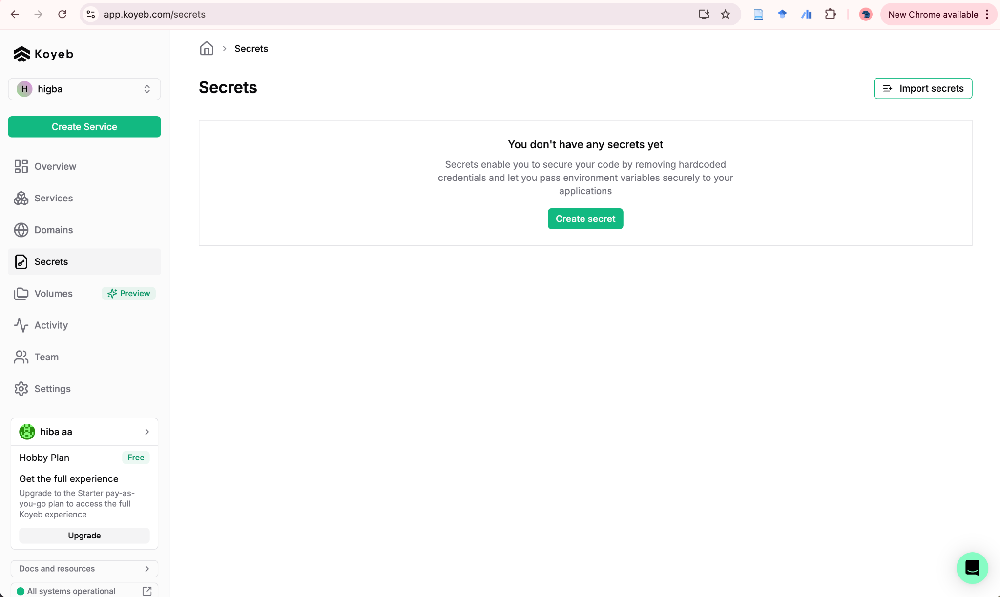 app.koyeb.com/secrets
New Chrome available
Koyeb
H
higba
Create Service
Overview
Services
Domains
Secrets
Volumes
Preview
Activity
Team
Settings
hiba aa
Hobby Plan
Free
Get the full experience
Upgrade to the Starter pay-as-
you-go plan to access the full
Koyeb experience
Upgrade
Docs and resources
All systems operational
Secrets
Secrets
Import secrets
You don't have any secrets yet
Secrets enable you to secure your code by removing hardcoded
credentials and let you pass environment variables securely to your
applications
Create secret